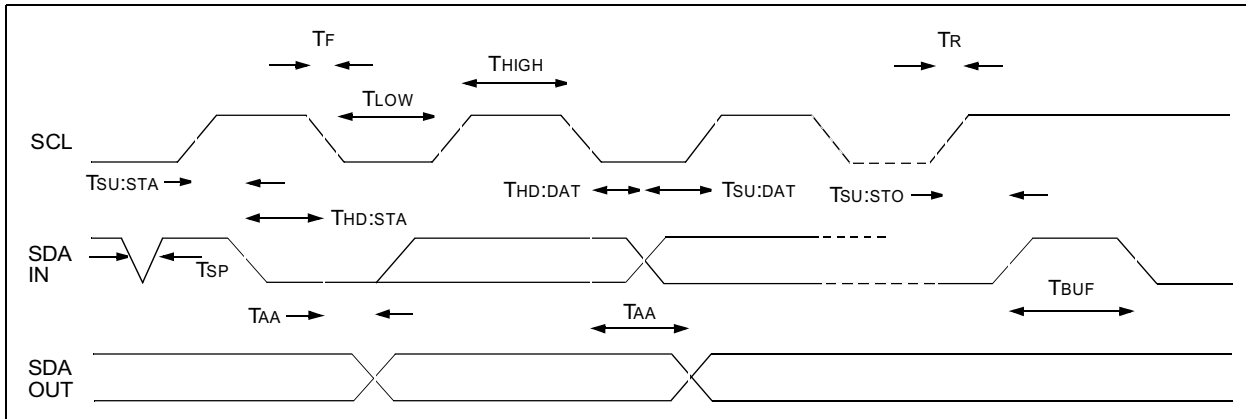 TF
TR
THIGH
TLOW
SCL
TSU:STA
THD:DAT
TSU:DAT
TSU:STO
THD:STA
SDA
IN
TSP
TBUF
TAA
TAA
SDA
OUT